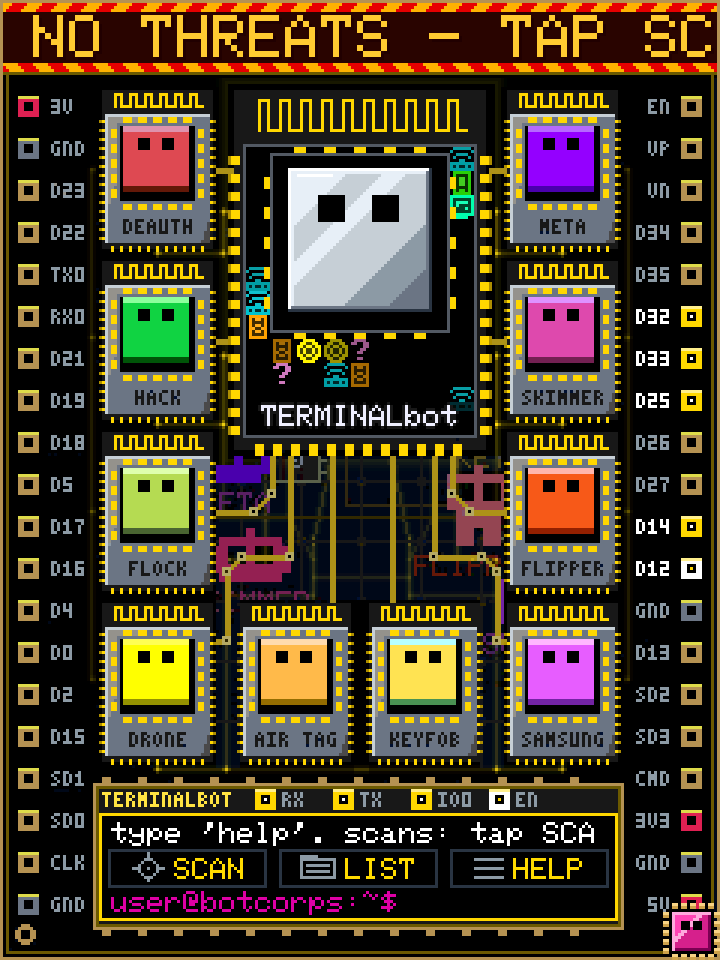 NO THREATS - TAP SC
3V
GND
D23
D22
TX0
RX0
D21
D19
D18
D5
D17
D16
D4
D0
D2
D15
SD1
SD0
CLK
GND
DEAUTH
HACK
FLOCK
DRONE
TERMINALbot
AIR TAG
KEYFOB
META
SKIMMER
FLIPPER
SAMSUNG
EN
VP
VN
D34
D35
D32
D33
D25
D26
D27
D14
D12
GND
D13
SD2
SD3
CMD
3V3
GND
5V
TERMINALBOT RX TX IO0 EN
type 'help'. scans: tap SCA
SCAN LIST HELP
user@botcorps:~$